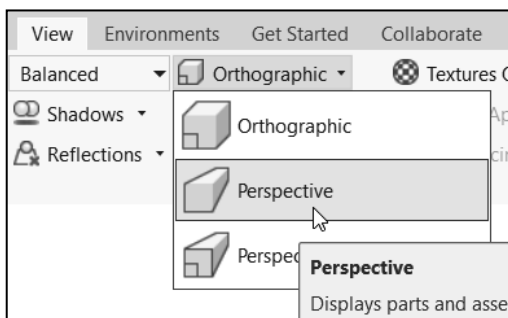 View Environments Get Started Collaborate
Balanced Orthographic Textures
Shadows
Reflections
Orthographic
Perspective
Perspective
Displays parts and asse